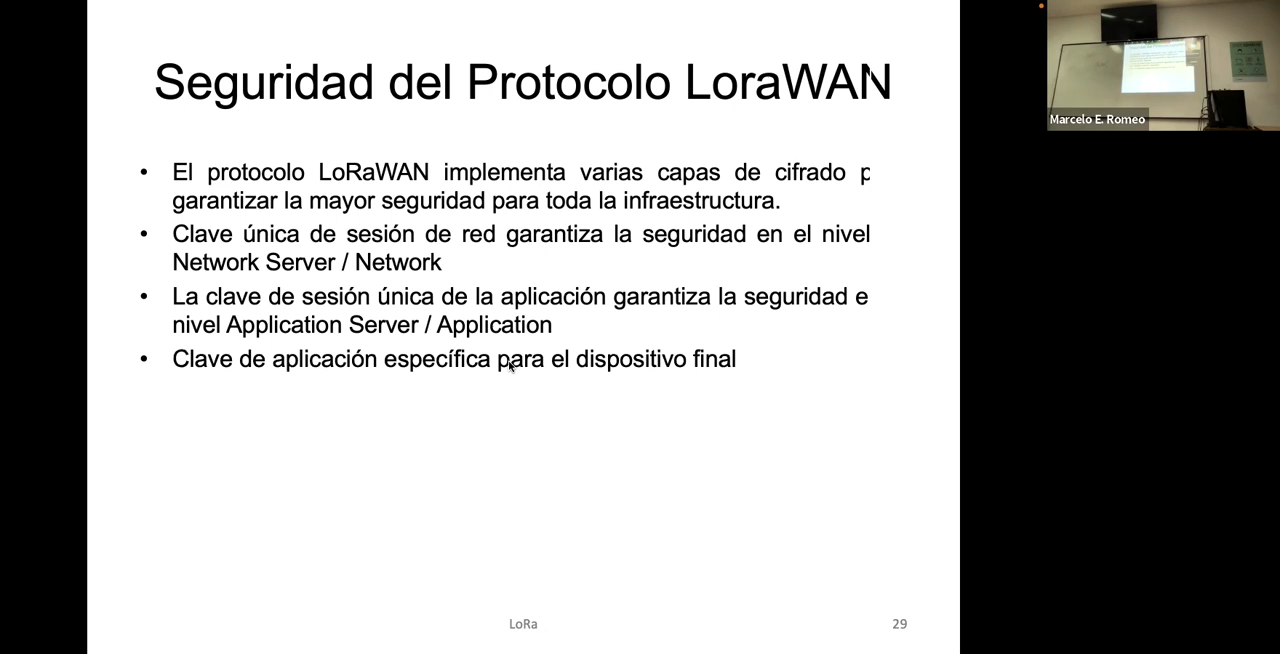 Seguridad del Protocolo LoraWAN
• El protocolo LoRaWAN implementa varias capas de cifrado
garantizar la mayor seguridad para toda la infraestructura.
• Clave única de sesión de red garantiza la seguridad en el nivel
Network Server / Network
• La clave de sesión única de la aplicación garantiza la seguridad e
nivel Application Server / Application
• Clave de aplicación específica para el dispositivo final
LoRa
29
Marcelo E. Romeo